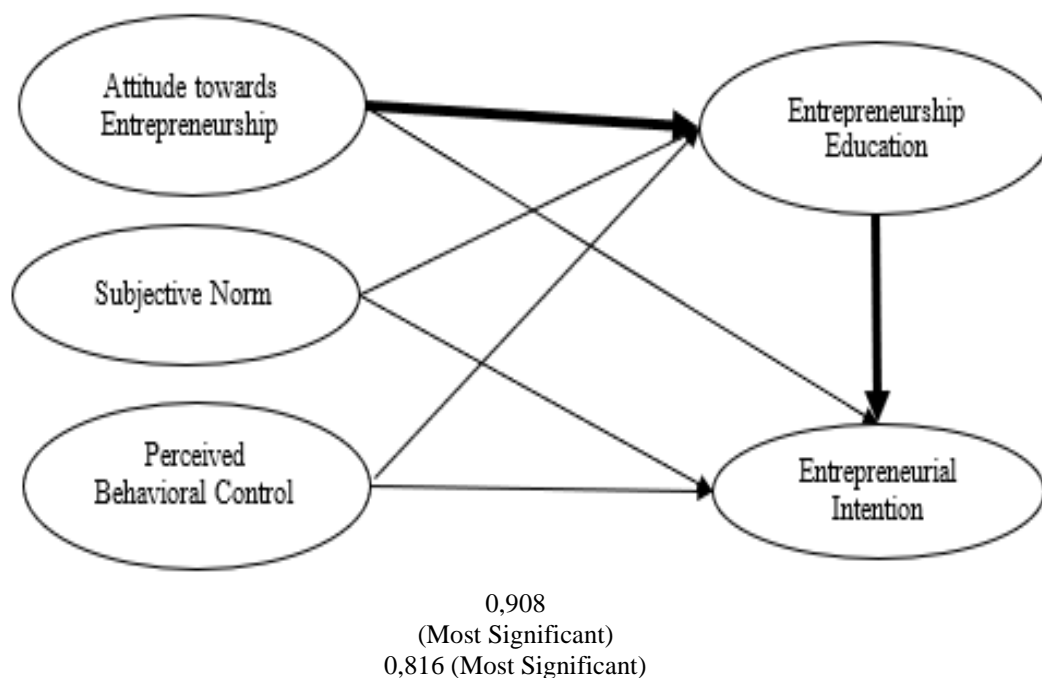 Attitude towards
Entrepreneurship
Entrepreneurship
Education
Subjective Norm
Perceived
Behavioral Control
Entrepreneurial
Intention
0,908
(Most Significant)
0,816 (Most Significant)